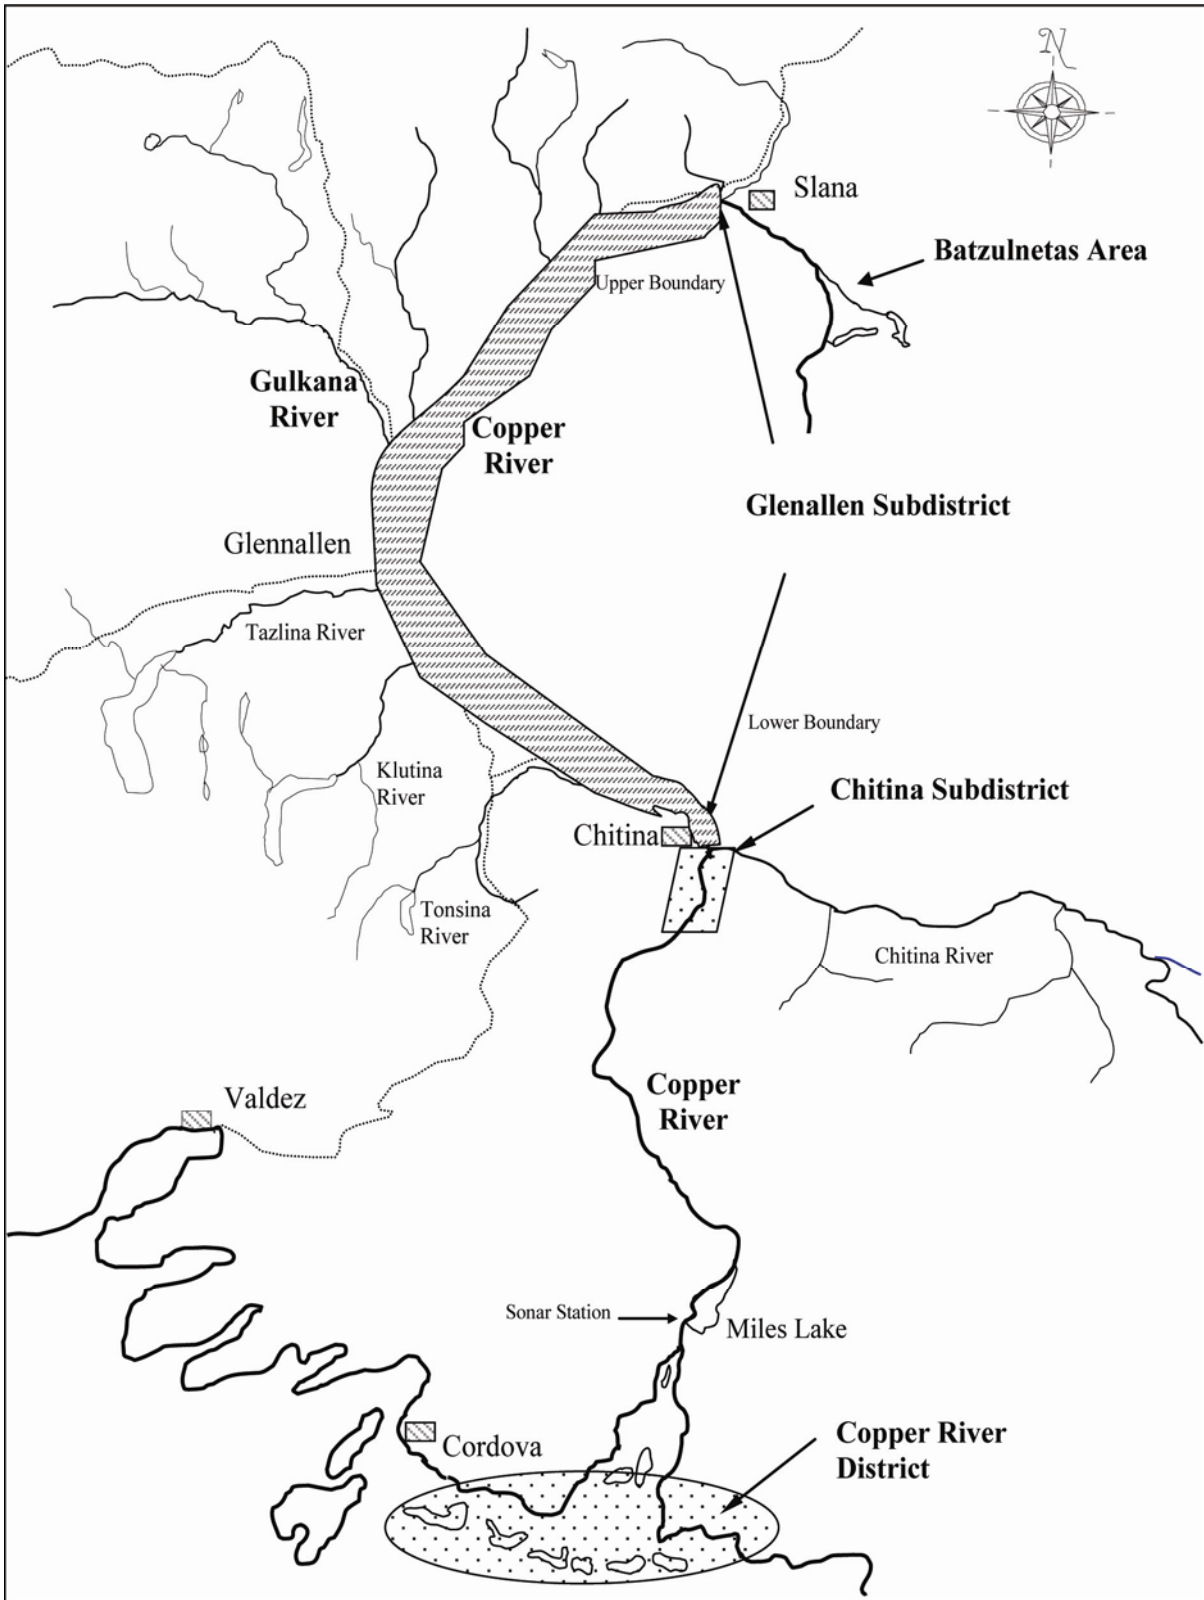 N
Slana
Batzulnetas Area
Upper Boundary
Gulkana
River
Copper
River
Glenallen Subdistrict
Glennallen
Tazlina River
Lower Boundary
Klutina
River
Chitina Subdistrict
Chitina
Tonsina
River
Chitina River
Copper
River
Valdez
Sonar Station
Miles Lake
Copper River
District
Cordova